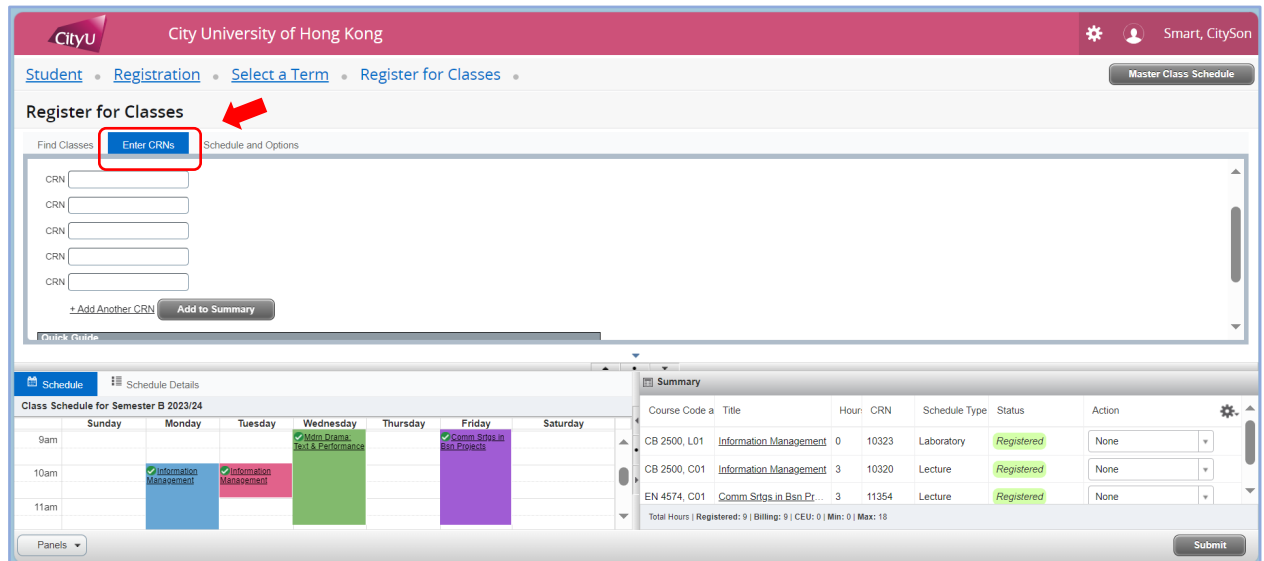 CityU
City University of Hong Kong
Smart, CitySon
Student • Registration • Select a Term • Register for Classes •
Master Class Schedule
Register for Classes
Find Classes
Enter CRNs
Schedule and Options
CRN
CRN
CRN
CRN
CRN
+ Add Another CRN
Add to Summary
Quick Guide
Schedule
Schedule Details
Class Schedule for Semester B 2023/24
Sunday Monday Tuesday Wednesday Thursday Friday Saturday
9am
Mdrn Drama:
Text & Performance
Comm Srtgs in
Bsn Projects
10am
Information
Management
Information
Management
11am
Summary
Course Code a Title Hour: CRN Schedule Type Status Action
CB 2500, L01 Information Management 0 10323 Laboratory Registered None
CB 2500, C01 Information Management 3 10320 Lecture Registered None
EN 4574, C01 Comm Srtgs in Bsn Pr... 3 11354 Lecture Registered None
Total Hours | Registered: 9 | Billing: 9 | CEU: 0 | Min: 0 | Max: 18
Panels
Submit